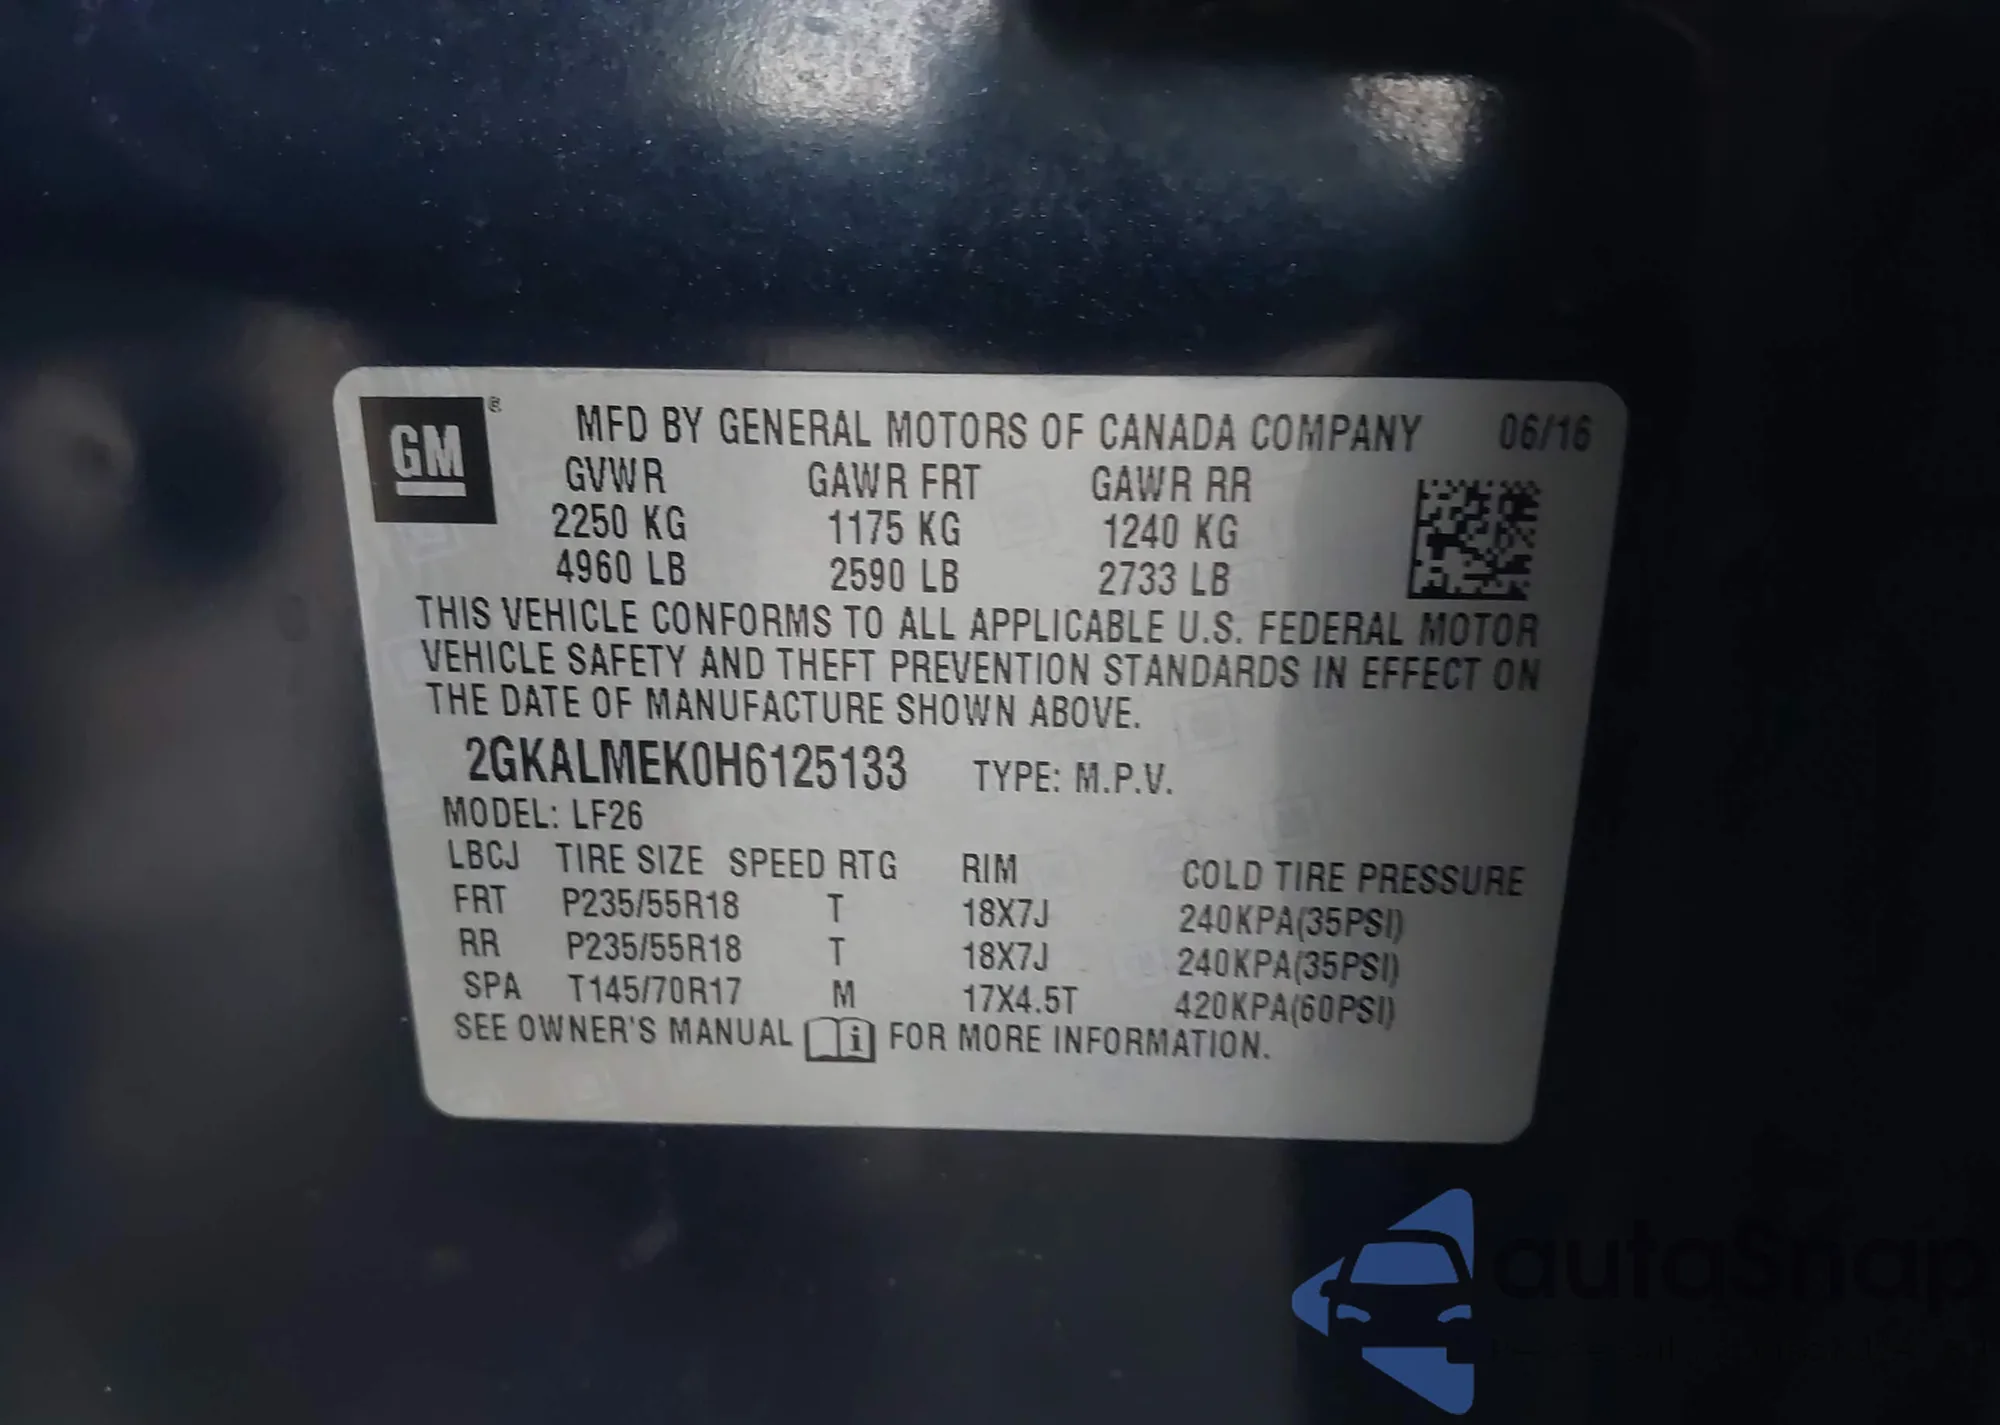 GM ®
MFD BY GENERAL MOTORS OF CANADA COMPANY 06/16
GVWR GAWR FRT GAWR RR
2250 KG 1175 KG 1240 KG
4960 LB 2590 LB 2733 LB
THIS VEHICLE CONFORMS TO ALL APPLICABLE U.S. FEDERAL MOTOR
VEHICLE SAFETY AND THEFT PREVENTION STANDARDS IN EFFECT ON
THE DATE OF MANUFACTURE SHOWN ABOVE.
2GKALMEK0H6125133 TYPE: M.P.V.
MODEL: LF26
LBCJ TIRE SIZE SPEED RTG RIM COLD TIRE PRESSURE
FRT P235/55R18 T 18X7J 240KPA(35PSI)
RR P235/55R18 T 18X7J 240KPA(35PSI)
SPA T145/70R17 M 17X4.5T 420KPA(60PSI)
SEE OWNER'S MANUAL i FOR MORE INFORMATION.
autoSnap